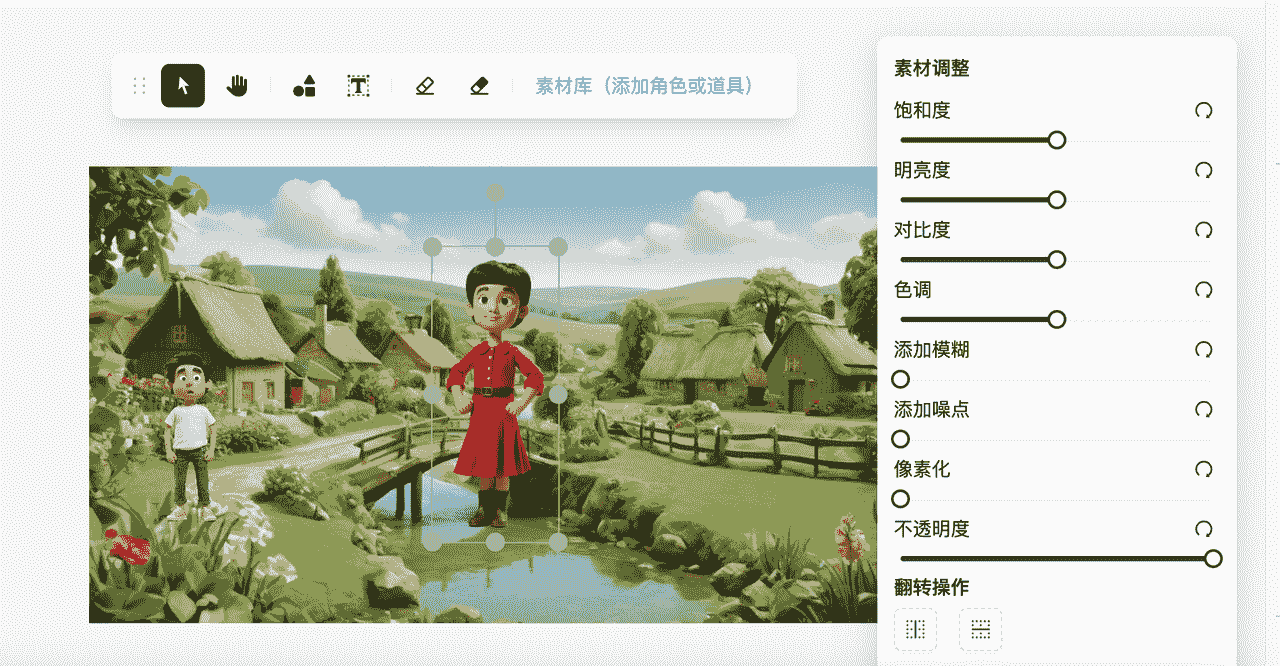 素材库（添加角色或道具）
素材调整
饱和度
明亮度
对比度
色调
添加模糊
添加噪点
像素化
不透明度
翻转操作